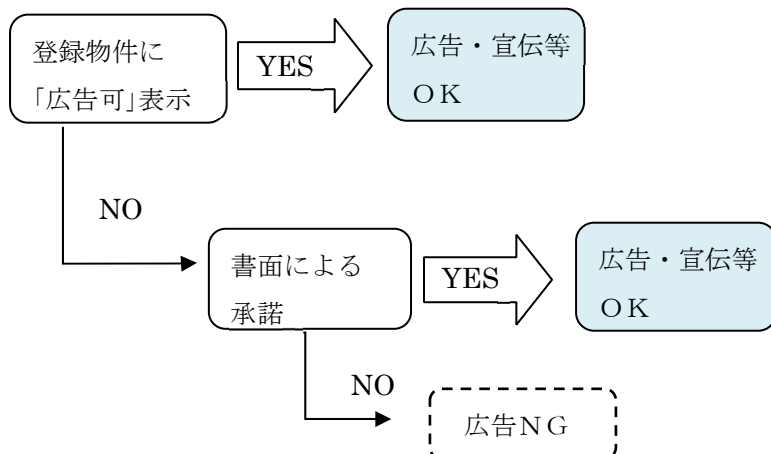 登録物件に
「広告可」表示
YES
広告・宣伝等
ＯＫ
NO
書面による
承諾
YES
広告・宣伝等
ＯＫ
NO
広告ＮＧ